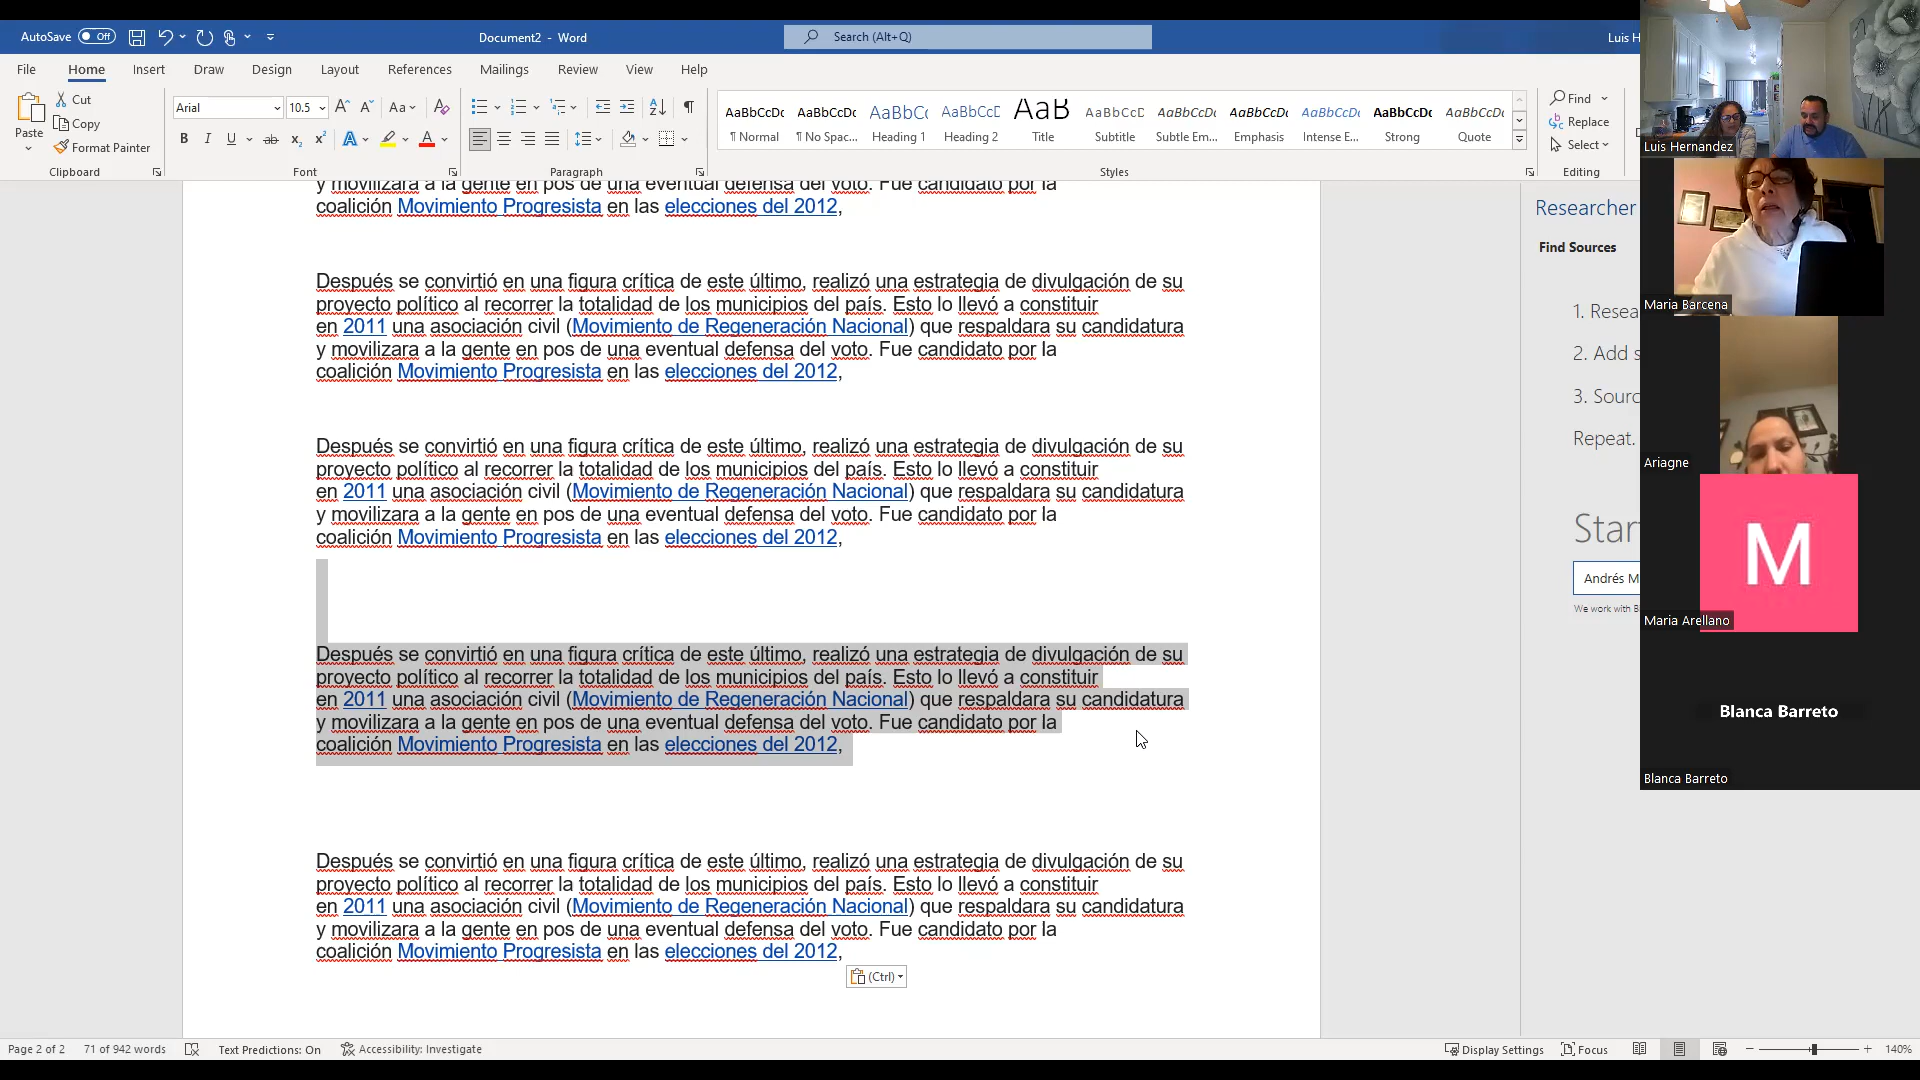 AutoSave Off Document2 - Word Search (Alt+Q) Luis H
File Home Insert Draw Design Layout References Mailings Review View Help
Paste Cut Copy Format Painter
Arial 10.5 Aa
AaBbCcDc AaBbCcDc AaBbC AaBbCcD AaB AaBbCcD AaBbCcDc AaBbCcDc AaBbCcDc AaBbCcDc AaBbCcDc
¶ Normal ¶ No Spac... Heading 1 Heading 2 Title Subtitle Subtle Em... Emphasis Intense E... Strong Quote
Find
Replace
Select
Clipboard Font Paragraph Styles Editing
y movilizara a la gente en pos de una eventual defensa del voto. Fue candidato por la
coalición Movimiento Progresista en las elecciones del 2012,
Después se convirtió en una figura crítica de este último, realizó una estrategia de divulgación de su
proyecto político al recorrer la totalidad de los municipios del país. Esto lo llevó a constituir
en 2011 una asociación civil (Movimiento de Regeneración Nacional) que respaldara su candidatura
y movilizara a la gente en pos de una eventual defensa del voto. Fue candidato por la
coalición Movimiento Progresista en las elecciones del 2012,
Después se convirtió en una figura crítica de este último, realizó una estrategia de divulgación de su
proyecto político al recorrer la totalidad de los municipios del país. Esto lo llevó a constituir
en 2011 una asociación civil (Movimiento de Regeneración Nacional) que respaldara su candidatura
y movilizara a la gente en pos de una eventual defensa del voto. Fue candidato por la
coalición Movimiento Progresista en las elecciones del 2012,
Después se convirtió en una figura crítica de este último, realizó una estrategia de divulgación de su
proyecto político al recorrer la totalidad de los municipios del país. Esto lo llevó a constituir
en 2011 una asociación civil (Movimiento de Regeneración Nacional) que respaldara su candidatura
y movilizara a la gente en pos de una eventual defensa del voto. Fue candidato por la
coalición Movimiento Progresista en las elecciones del 2012,
Después se convirtió en una figura crítica de este último, realizó una estrategia de divulgación de su
proyecto político al recorrer la totalidad de los municipios del país. Esto lo llevó a constituir
en 2011 una asociación civil (Movimiento de Regeneración Nacional) que respaldara su candidatura
y movilizara a la gente en pos de una eventual defensa del voto. Fue candidato por la
coalición Movimiento Progresista en las elecciones del 2012,
(Ctrl)
Researcher
Find Sources
1. Resea
2. Add s
3. Sourc
Repeat.
Star
Andrés M
We work with B
Luis Hernandez
Maria Barcena
Ariagne
M
Maria Arellano
Blanca Barreto
Blanca Barreto
Page 2 of 2 71 of 942 words Text Predictions: On Accessibility: Investigate Display Settings Focus 140%